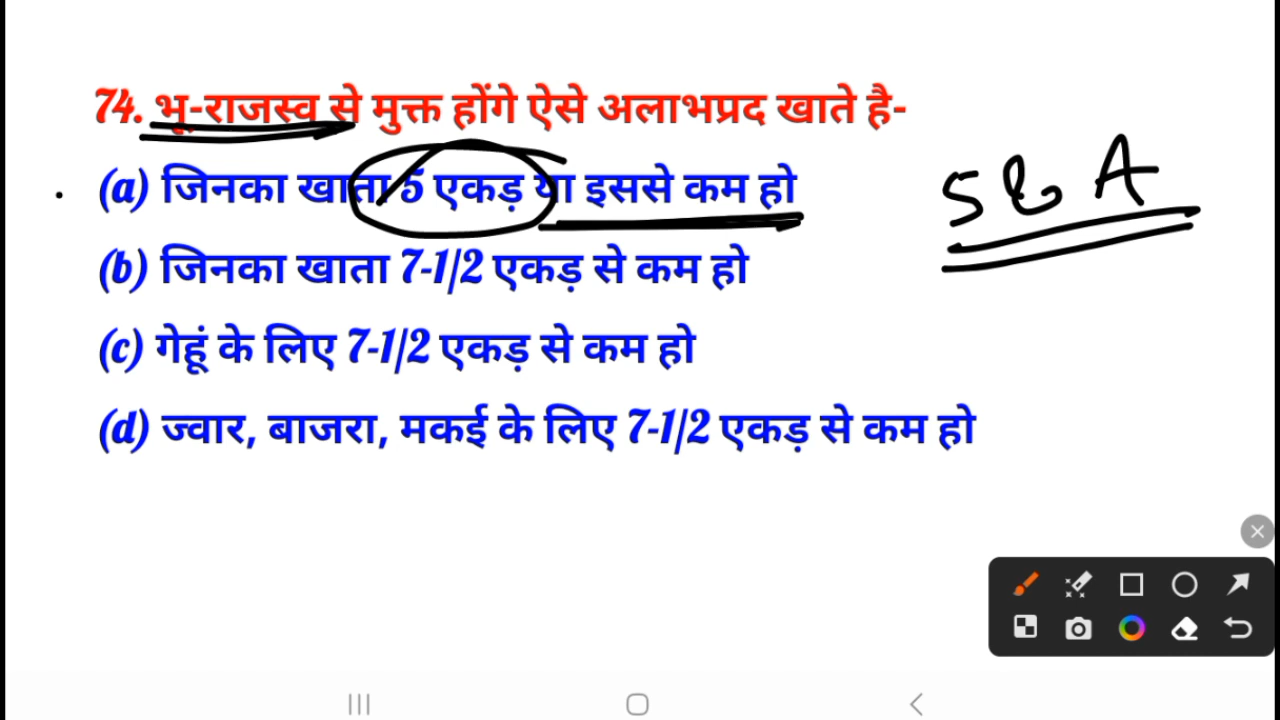 74. भू-राजस्व से मुक्त होंगे ऐसे अलाभप्रद खाते है-
(a) जिनका खाता 5 एकड़ या इससे कम हो
5 A
(b) जिनका खाता 7-1/2 एकड़ से कम हो
(c) गेहूं के लिए 7-1/2 एकड़ से कम हो
(d) ज्वार, बाजरा, मकई के लिए 7-1/2 एकड़ से कम हो